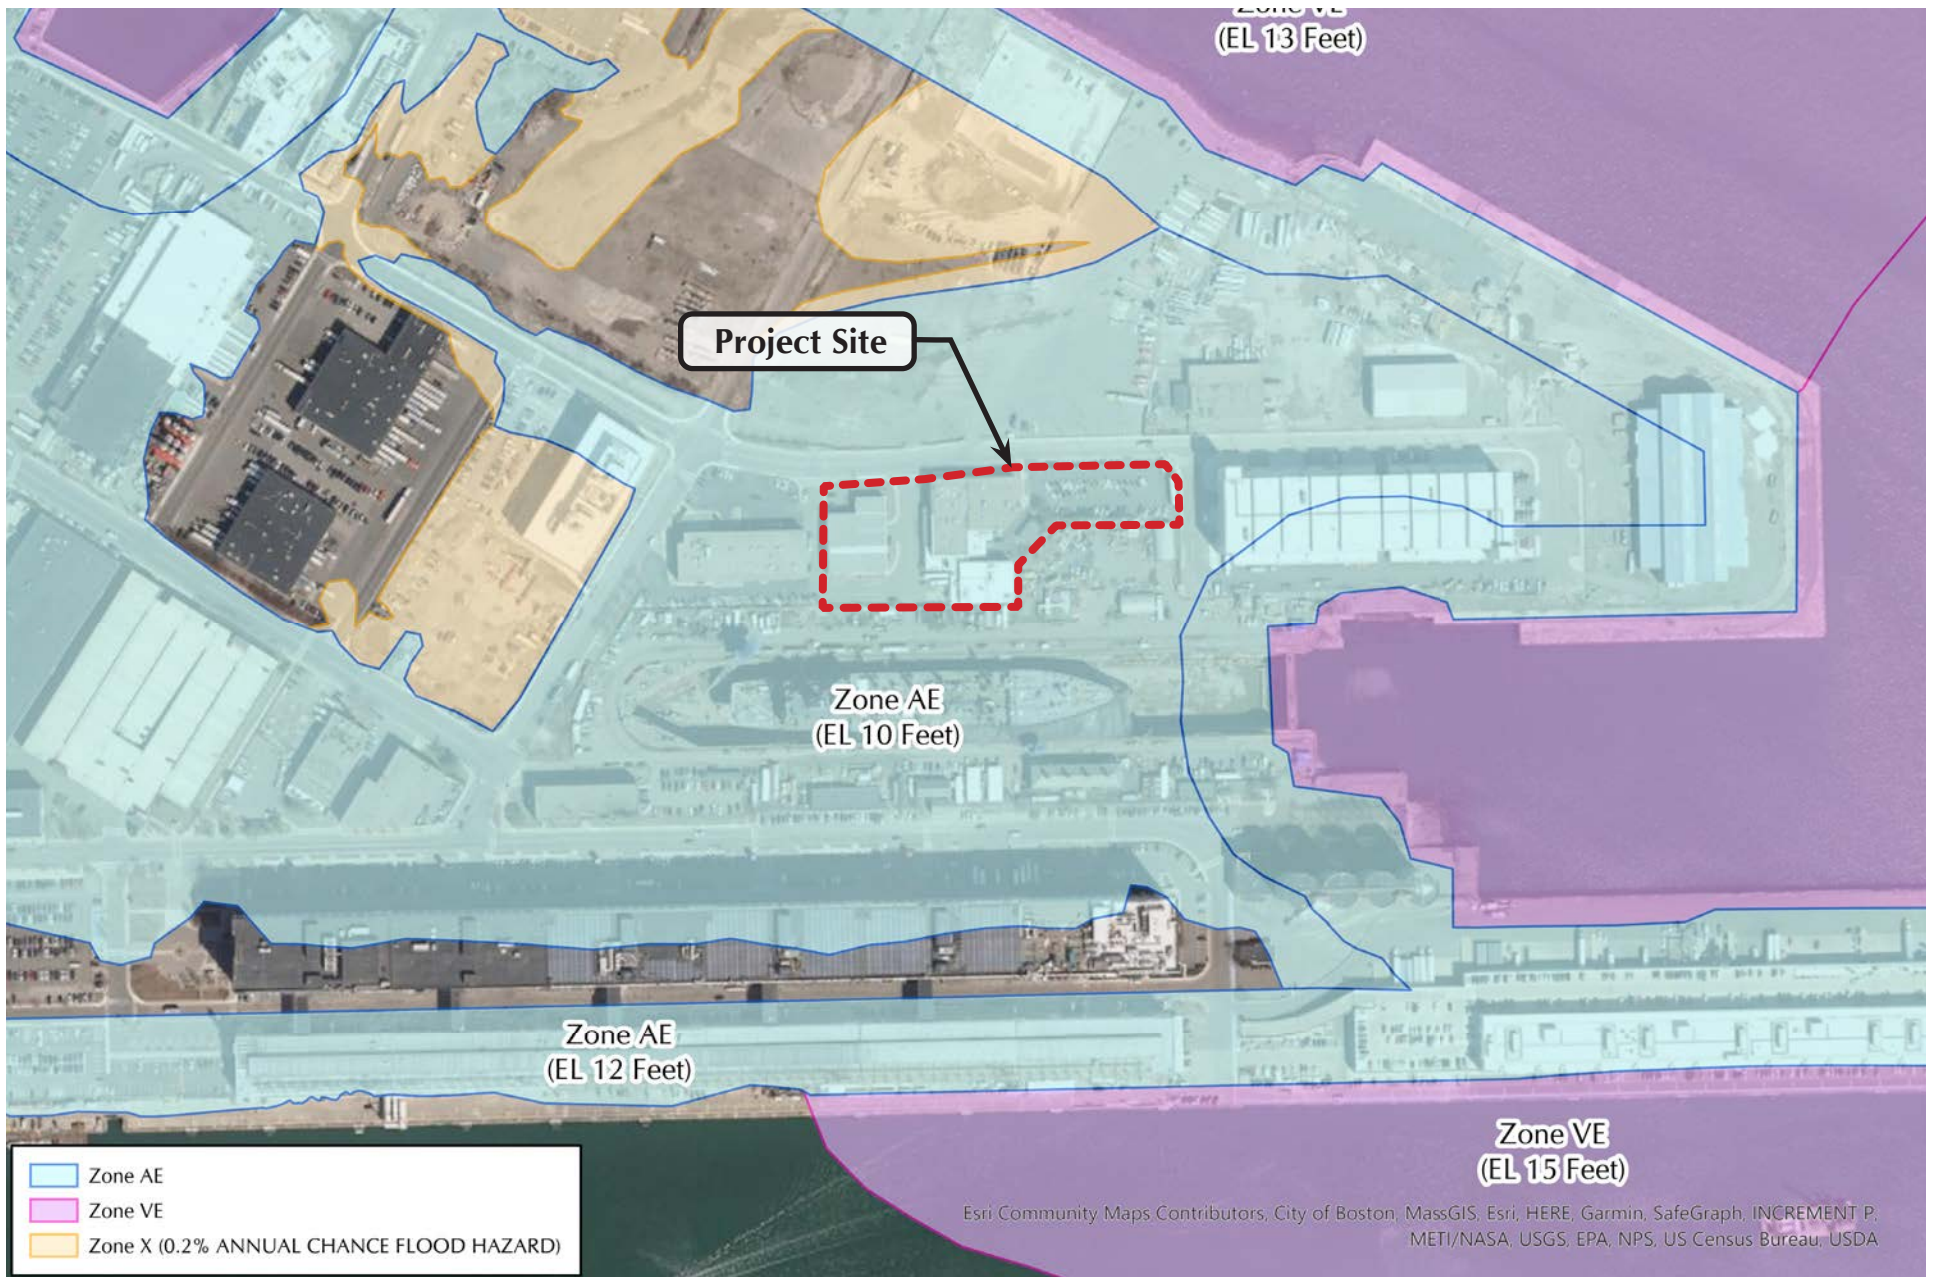 Zone VE
(EL 13 Feet)
Project Site
Zone AE
(EL 10 Feet)
Zone AE
(EL 12 Feet)
Zone VE
(EL 15 Feet)
Zone AE
Zone VE
Zone X (0.2% ANNUAL CHANCE FLOOD HAZARD)
Esri Community Maps Contributors, City of Boston, MassGIS, Esri, HERE, Garmin, SafeGraph, INCREMENT P,
METI/NASA, USGS, EPA, NPS, US Census Bureau, USDA